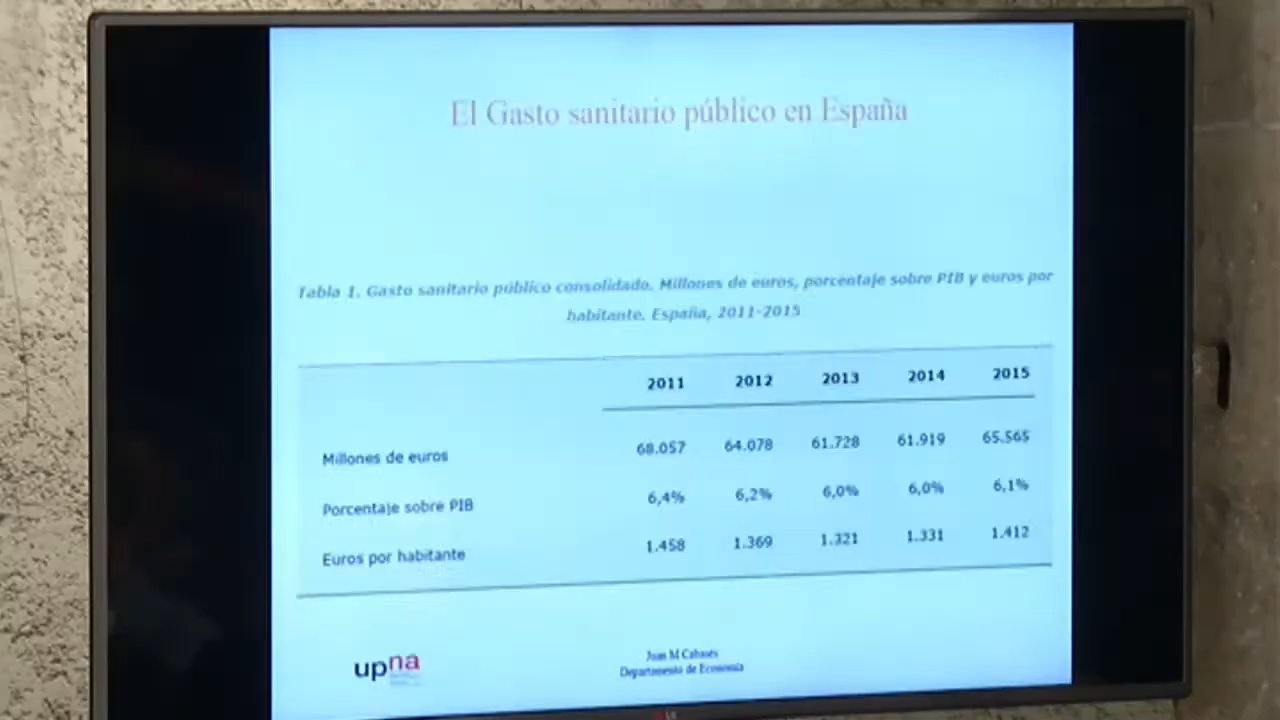 El Gasto sanitario público en España
Tabla 1. Gasto sanitario público consolidado. Millones de euros, porcentaje sobre PIB y euros por
habitante. España, 2011-2015
2011 2012 2013 2014 2015
Millones de euros 68.057 64.078 61.728 61.919 65.565
Porcentaje sobre PIB 6,4% 6,2% 6,0% 6,0% 6,1%
Euros por habitante 1.458 1.369 1.321 1.331 1.412
upna
Juan M Cabasés
Departamento de Economía